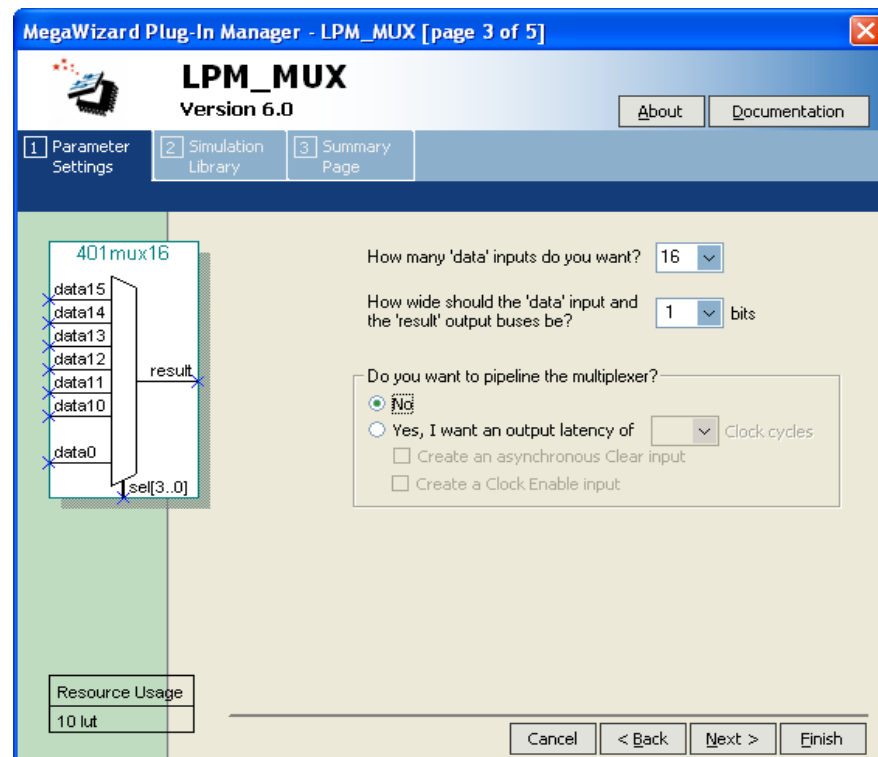 MegaWizard Plug-In Manager - LPM_MUX [page 3 of 5]
LPM_MUX
Version 6.0
About
Documentation
1 Parameter Settings
2 Simulation Library
3 Summary Page
401mux16
data15
data14
data13
data12
data11
data10
data0
result
sel[3..0]
How many 'data' inputs do you want? 16
How wide should the 'data' input and
the 'result' output buses be? 1 bits
Do you want to pipeline the multiplexer?
No
Yes, I want an output latency of Clock cycles
Create an asynchronous Clear input
Create a Clock Enable input
Resource Usage
10 lut
Cancel
< Back
Next >
Finish